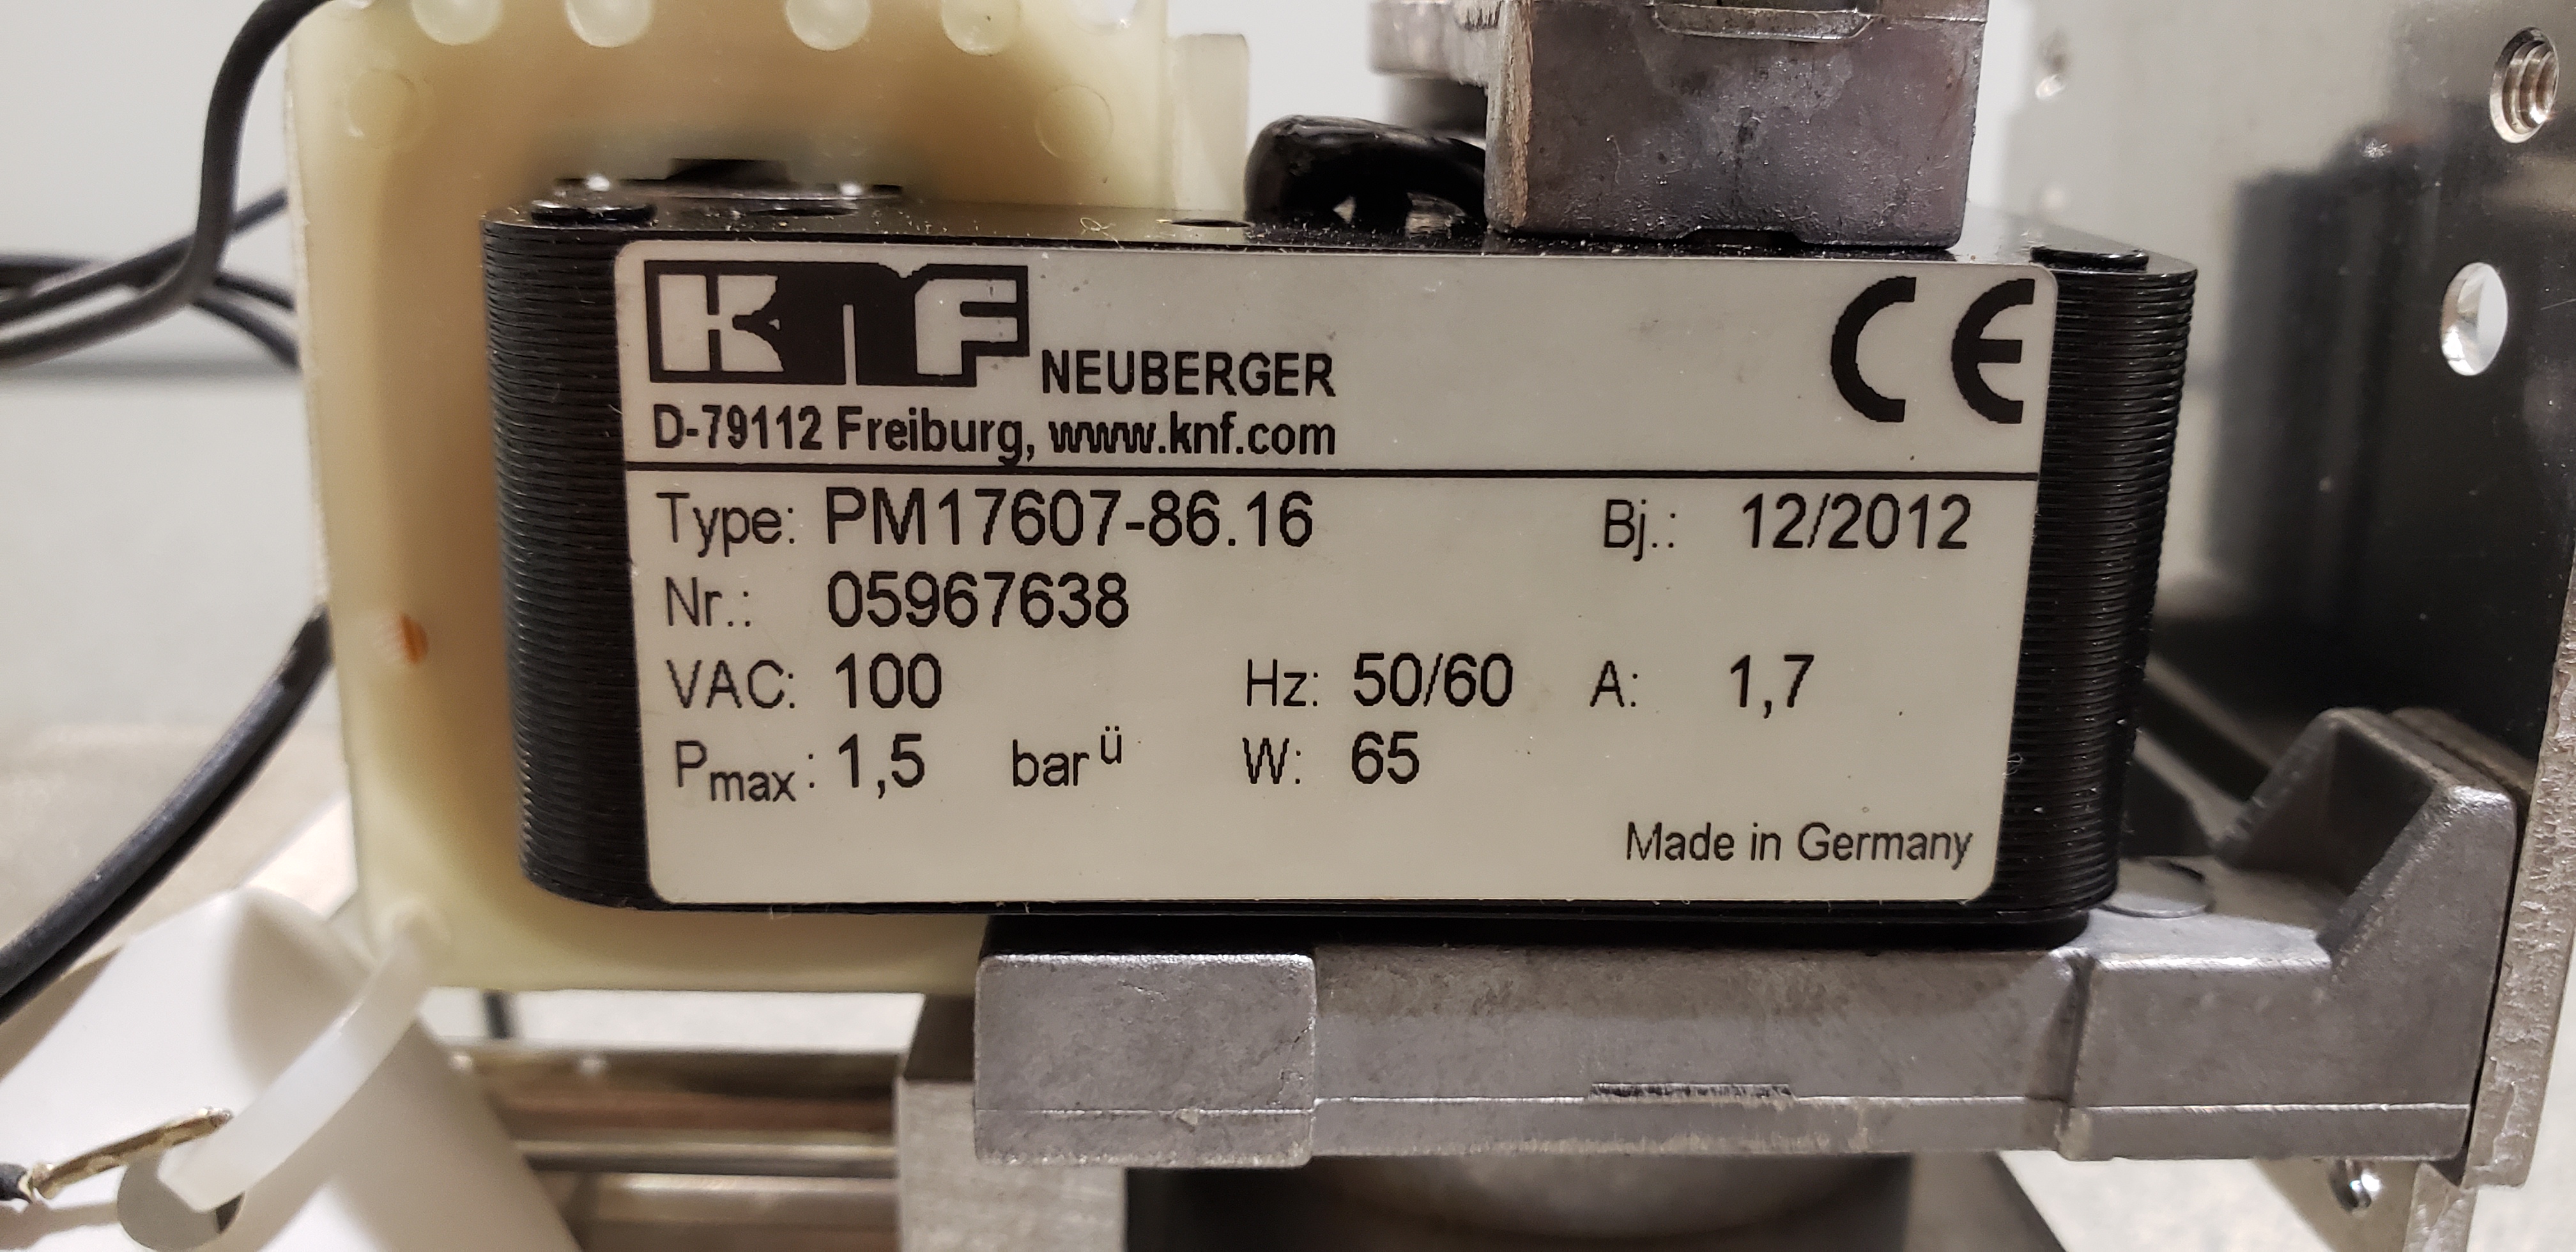 KNF NEUBERGER CE
D-79112 Freiburg, www.knf.com
Type: PM17607-86.16 Bj.: 12/2012
Nr.: 05967638
VAC: 100 Hz: 50/60 A: 1,7
Pmax: 1,5 bar ü W: 65
Made in Germany